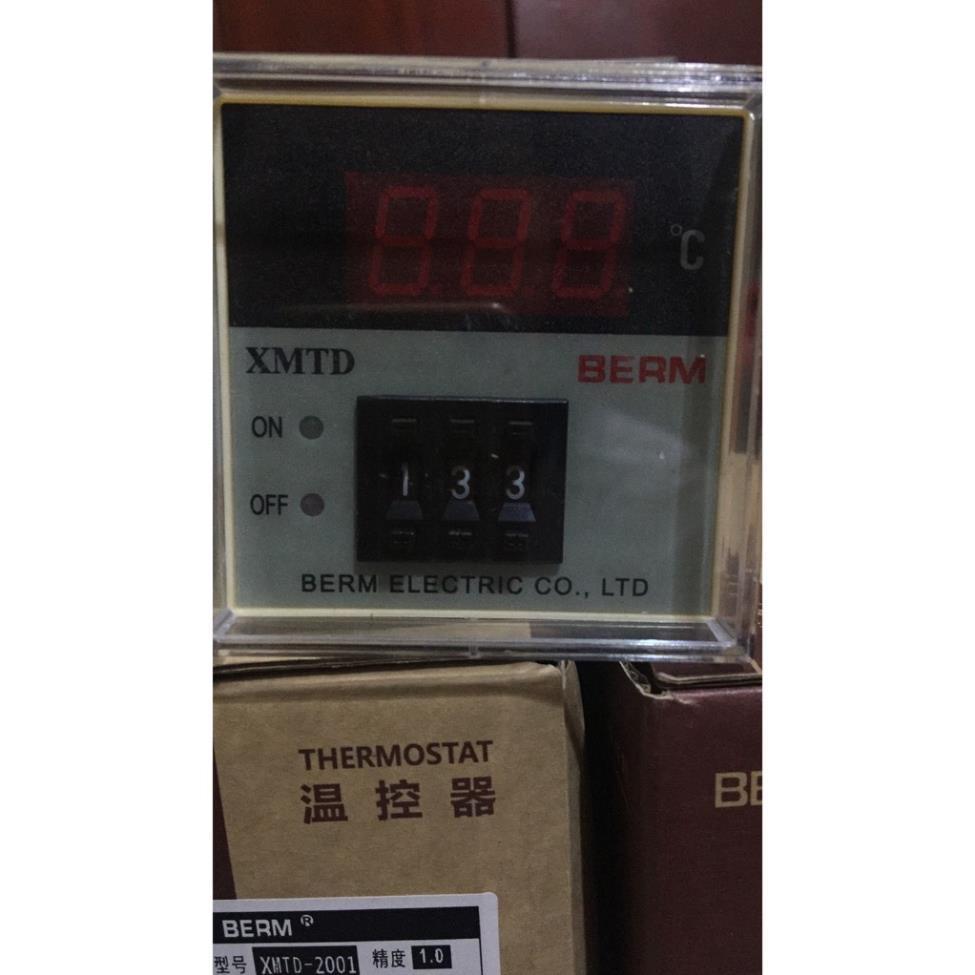 888
°C
XMTD BERM
ON
OFF
1 3 3
BERM ELECTRIC CO., LTD
THERMOSTAT
温控器
BE
BERM®
型号 XMTD-2001 精度 1.0